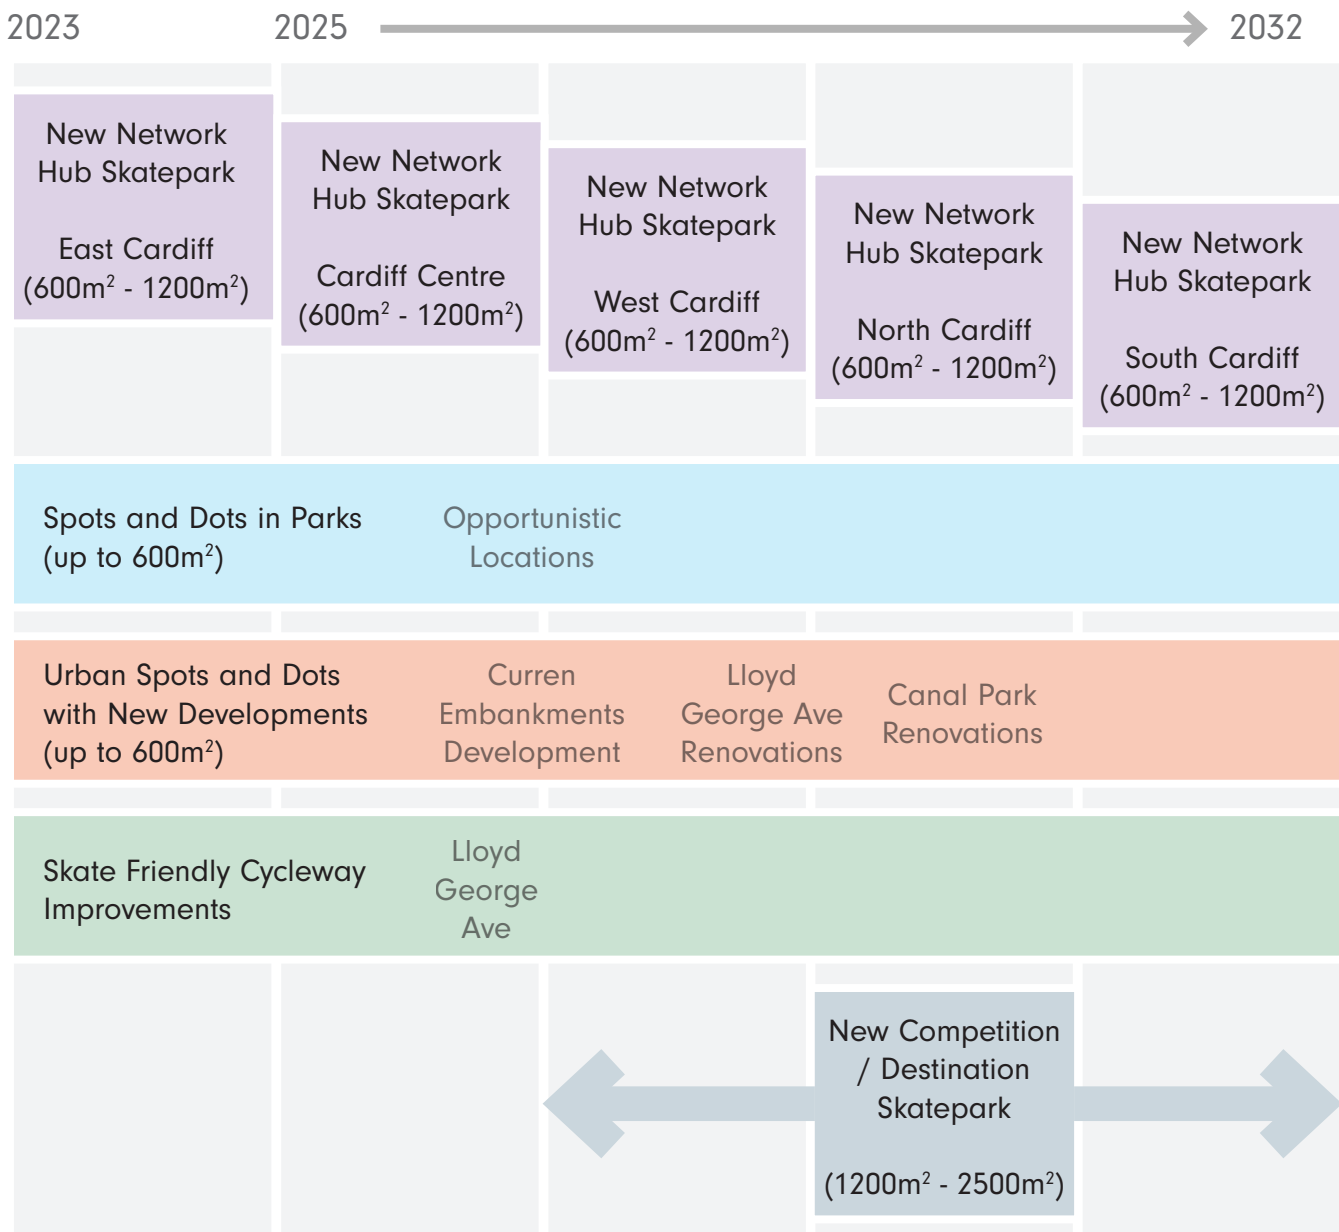 2023
2025
2032
New Network
Hub Skatepark
East Cardiff
(600m² - 1200m²)
New Network
Hub Skatepark
Cardiff Centre
(600m² - 1200m²)
New Network
Hub Skatepark
West Cardiff
(600m² - 1200m²)
New Network
Hub Skatepark
North Cardiff
(600m² - 1200m²)
New Network
Hub Skatepark
South Cardiff
(600m² - 1200m²)
Spots and Dots in Parks
(up to 600m²)
Opportunistic
Locations
Urban Spots and Dots
with New Developments
(up to 600m²)
Curren
Embankments
Development
Lloyd
George Ave
Renovations
Canal Park
Renovations
Skate Friendly Cycleway
Improvements
Lloyd
George
Ave
New Competition
/ Destination
Skatepark
(1200m² - 2500m²)